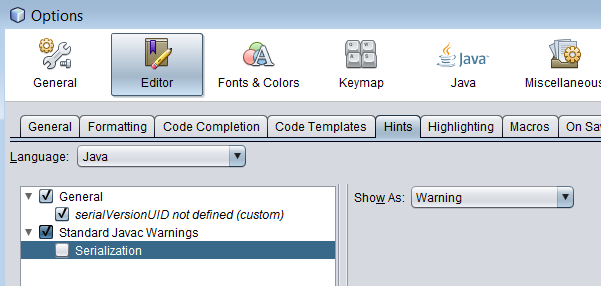 Options
General
Editor
Fonts & Colors
Keymap
Java
Java
Miscellaneous
General Formatting Code Completion Code Templates Hints Highlighting Macros On Sa
Language: Java
General
serialVersionUID not defined (custom)
Standard Javac Warnings
Serialization
Show As: Warning